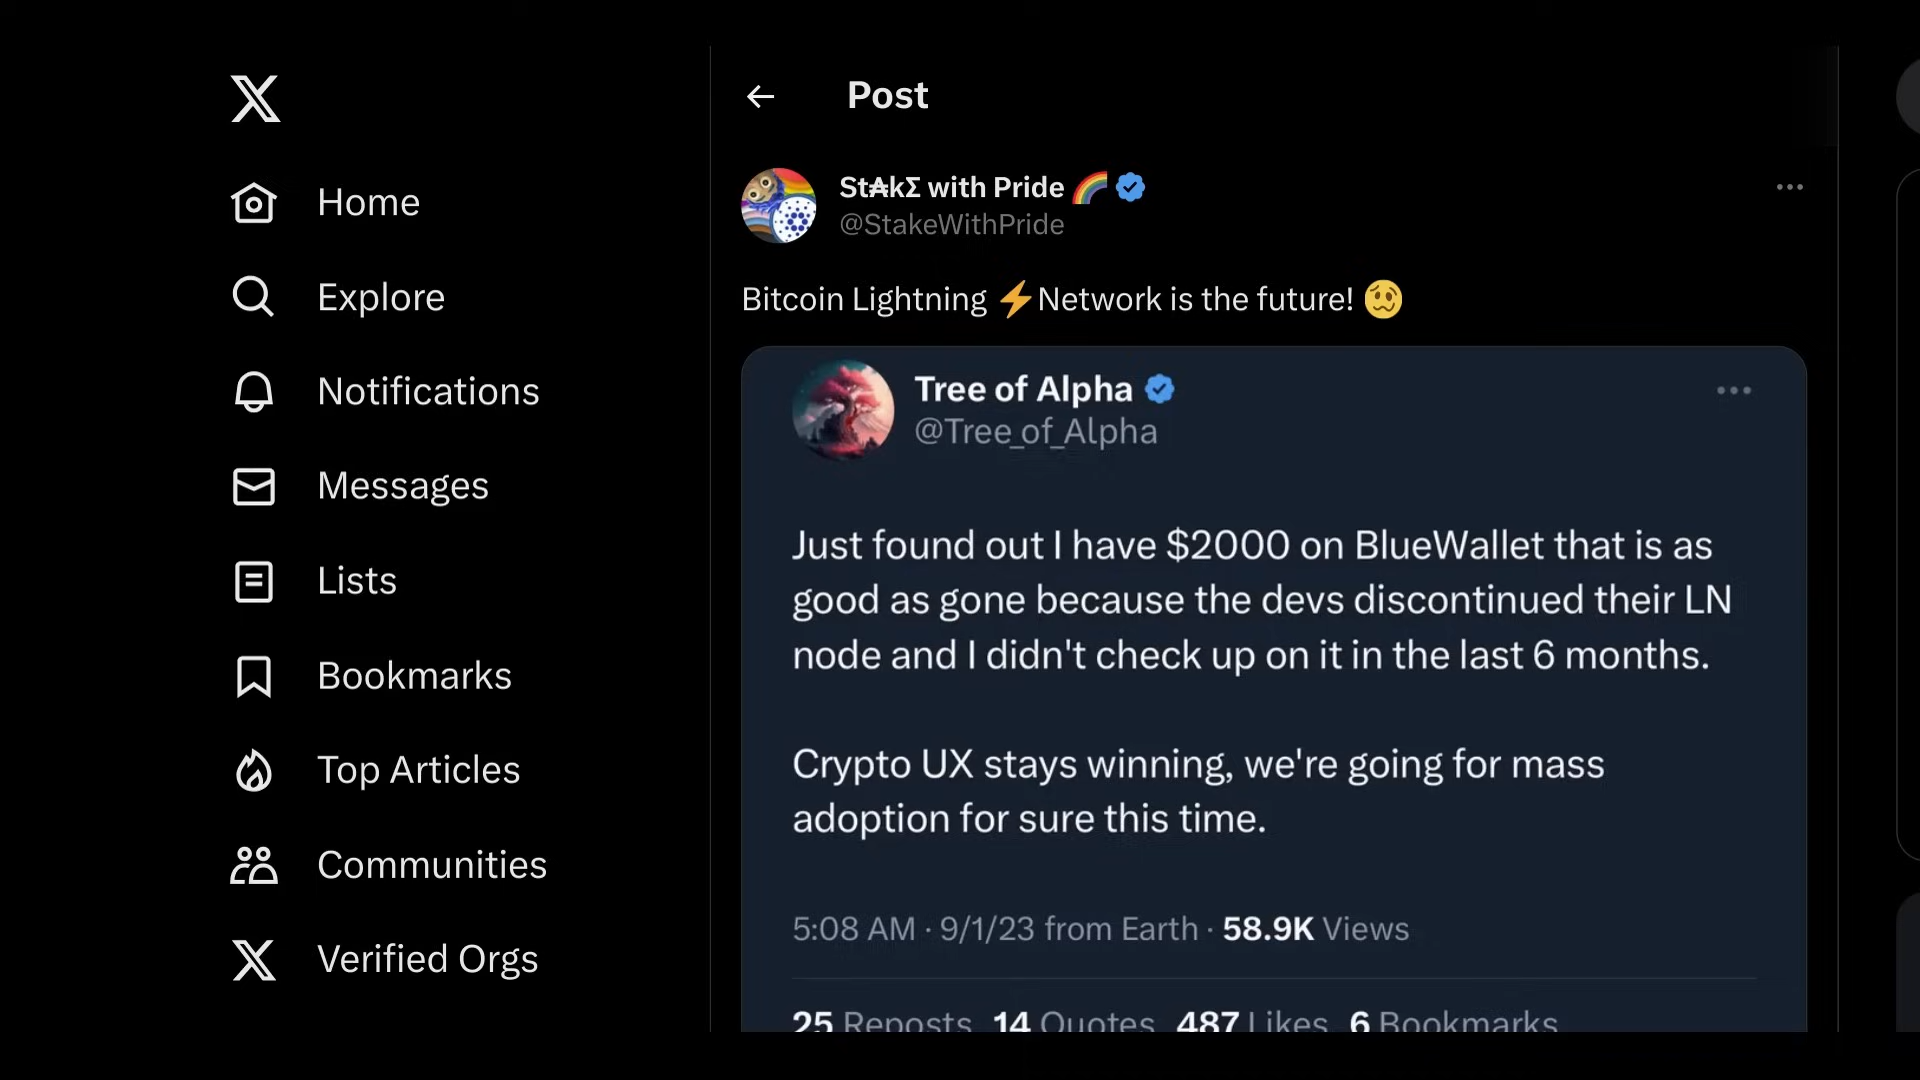 Home
Explore
Notifications
Messages
Lists
Bookmarks
Top Articles
Communities
Verified Orgs
Post
St₳kΣ with Pride 🌈
@StakeWithPride
Bitcoin Lightning ⚡Network is the future! 🥴
Tree of Alpha
@Tree_of_Alpha
Just found out I have $2000 on BlueWallet that is as
good as gone because the devs discontinued their LN
node and I didn't check up on it in the last 6 months.
Crypto UX stays winning, we're going for mass
adoption for sure this time.
5:08 AM · 9/1/23 from Earth · 58.9K Views
25 Reposts 14 Quotes 487 Likes 6 Bookmarks